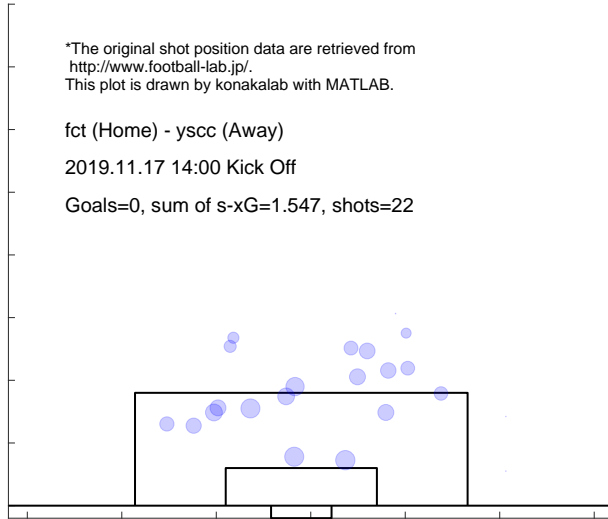 *The original shot position data are retrieved from
http://www.football-lab.jp/.
This plot is drawn by konakalab with MATLAB.
fct (Home) - yscc (Away)
2019.11.17 14:00 Kick Off
Goals=0, sum of s-xG=1.547, shots=22